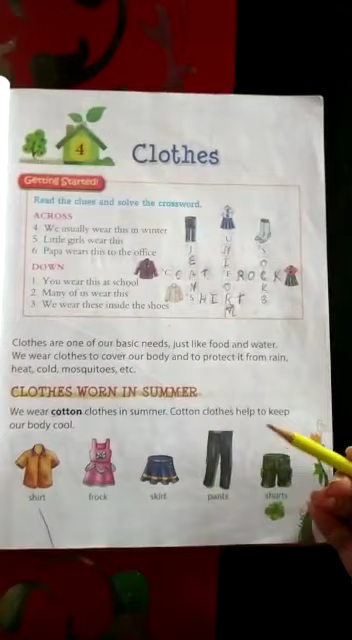 4
Clothes
Getting Started!
Read the clues and solve the crossword.
ACROSS
4. We usually wear this in winter
5. Little girls wear this
6. Papa wears this to the office
DOWN
1. You wear this at school
2. Many of us wear this
3. We wear these inside the shoes
Clothes are one of our basic needs, just like food and water.
We wear clothes to cover our body and to protect it from rain,
heat, cold, mosquitoes, etc.
CLOTHES WORN IN SUMMER
We wear cotton clothes in summer. Cotton clothes help to keep
our body cool.
shirt frock skirt pants shorts